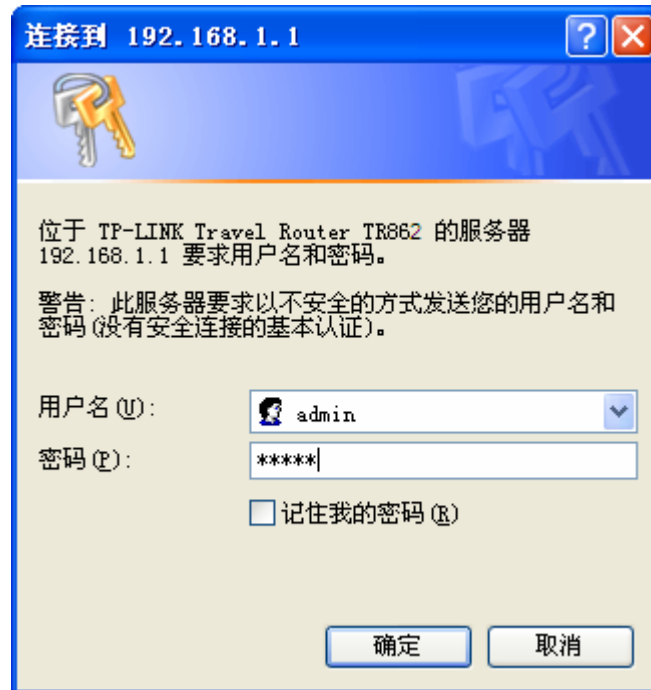 连接到 192.168.1.1
位于 TP-LINK Travel Router TR862 的服务器
192.168.1.1 要求用户名和密码。
警告: 此服务器要求以不安全的方式发送您的用户名和
密码(没有安全连接的基本认证)。
用户名(U):
admin
密码(P):
*****
记住我的密码(R)
确定 取消